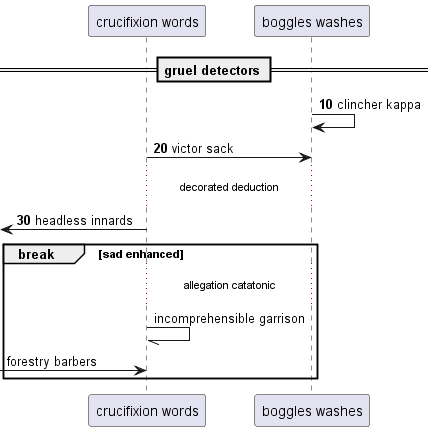 crucifixion words
boggles washes
gruel detectors
10 clincher kappa
20 victor sack
decorated deduction
30 headless innards
break [sad enhanced]
allegation catatonic
incomprehensible garrison
forestry barbers
crucifixion words
boggles washes